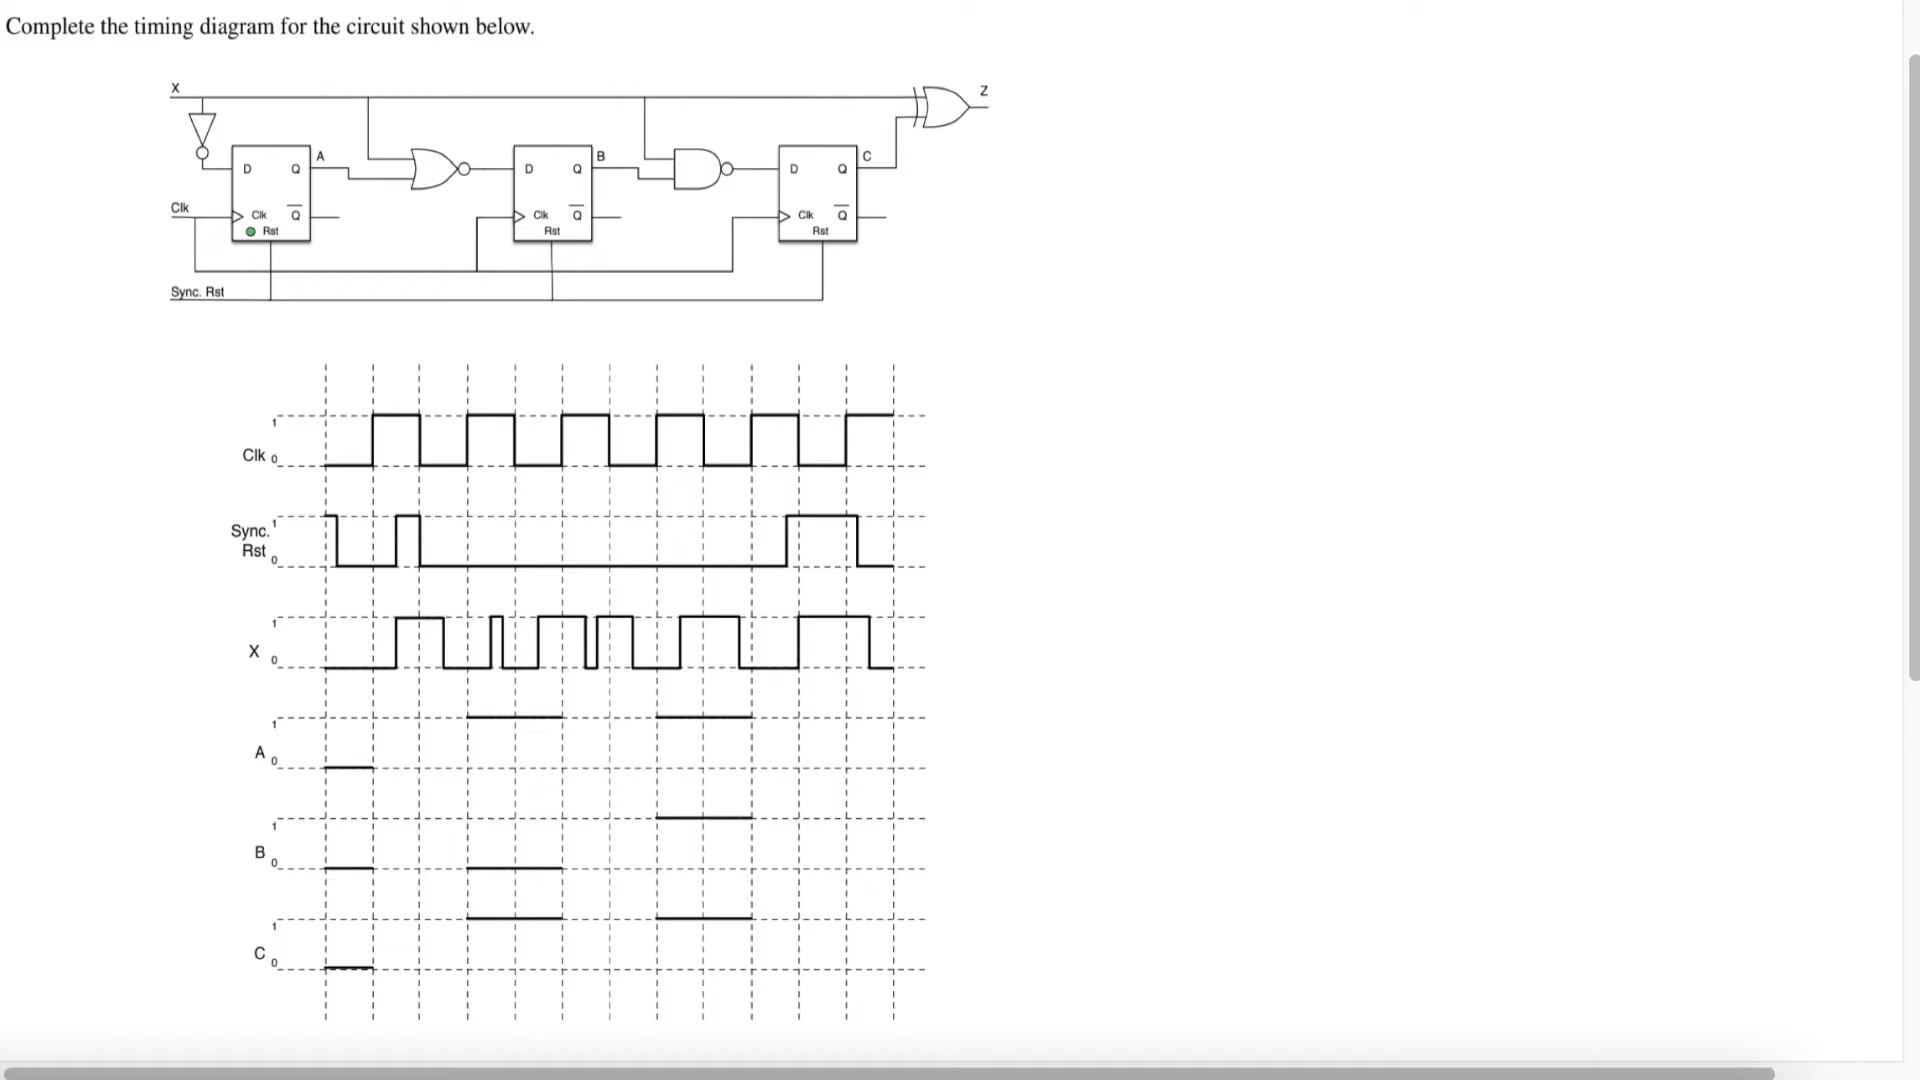 Complete the timing diagram for the circuit shown below.
X
Z
A
B
C
D Q
D Q
D Q
Clk
Clk Q
Clk Q
Clk Q
Rst
Rst
Rst
Sync. Rst
1
Clk 0
Sync. 1
Rst 0
1
X 0
1
A 0
1
B 0
1
C 0